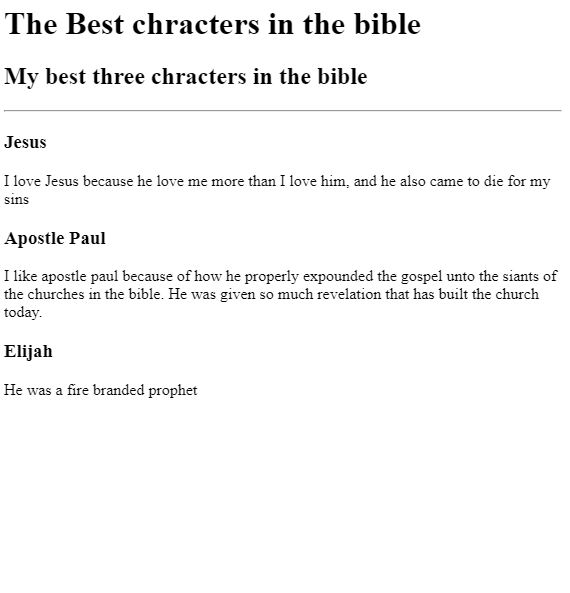 The Best chracters in the bible
My best three chracters in the bible
Jesus
I love Jesus because he love me more than I love him, and he also came to die for my
sins
Apostle Paul
I like apostle paul because of how he properly expounded the gospel unto the siants of
the churches in the bible. He was given so much revelation that has built the church
today.
Elijah
He was a fire branded prophet